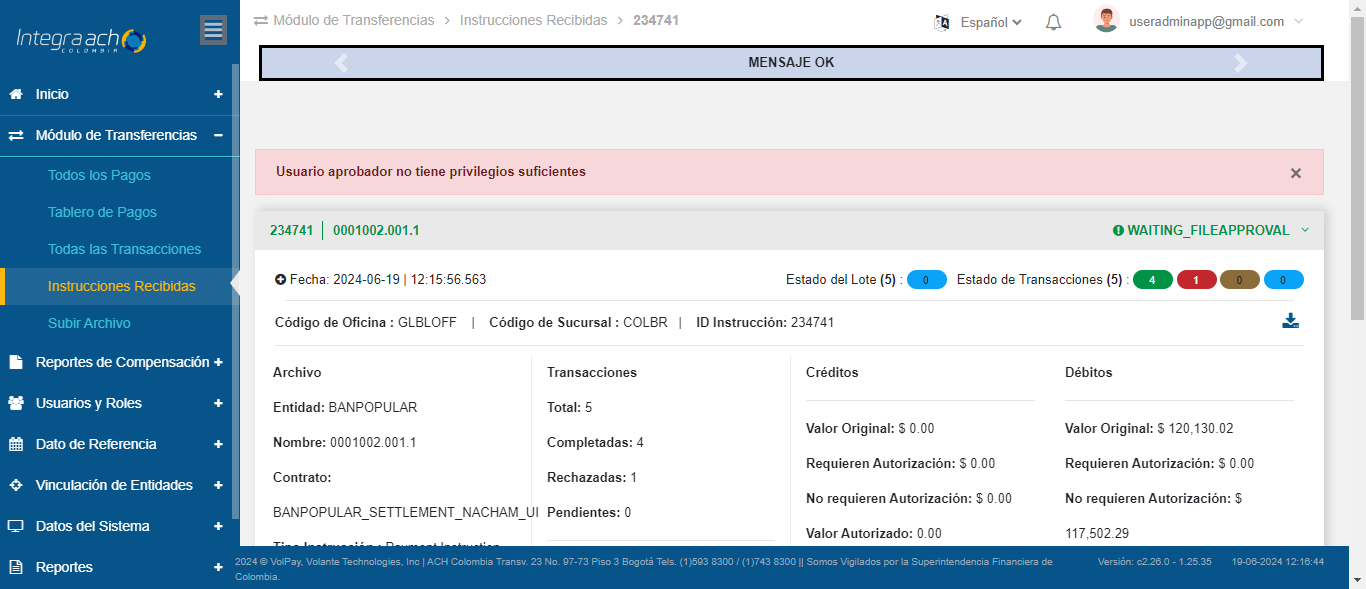 Integra ach
COLOMBIA
Inicio
Módulo de Transferencias
Todos los Pagos
Tablero de Pagos
Todas las Transacciones
Instrucciones Recibidas
Subir Archivo
Reportes de Compensación
Usuarios y Roles
Dato de Referencia
Vinculación de Entidades
Datos del Sistema
Reportes
Módulo de Transferencias > Instrucciones Recibidas > 234741
Español
useradminapp@gmail.com
MENSAJE OK
Usuario aprobador no tiene privilegios suficientes ×
234741 | 0001002.001.1
WAITING_FILEAPPROVAL
Fecha: 2024-06-19 | 12:15:56.563
Estado del Lote (5) : 0 Estado de Transacciones (5) : 4 1 0 0
Código de Oficina : GLBLOFF | Código de Sucursal : COLBR | ID Instrucción: 234741
Archivo
Entidad: BANPOPULAR
Nombre: 0001002.001.1
Contrato:
BANPOPULAR_SETTLEMENT_NACHAM_UI
Tipo Instrucción : Payment Instruction
Transacciones
Total: 5
Completadas: 4
Rechazadas: 1
Pendientes: 0
Créditos
Valor Original: $ 0.00
Requieren Autorización: $ 0.00
No requieren Autorización: $ 0.00
Valor Autorizado: 0.00
Débitos
Valor Original: $ 120,130.02
Requieren Autorización: $ 0.00
No requieren Autorización: $
117,502.29
2024 © VolPay, Volante Technologies, Inc | ACH Colombia Transv. 23 No. 97-73 Piso 3 Bogotá Tels. (1)593 8300 / (1)743 8300 || Somos Vigilados por la Superintendencia Financiera de
Colombia.
Versión: c2.26.0 - 1.25.35 19-06-2024 12:16:44